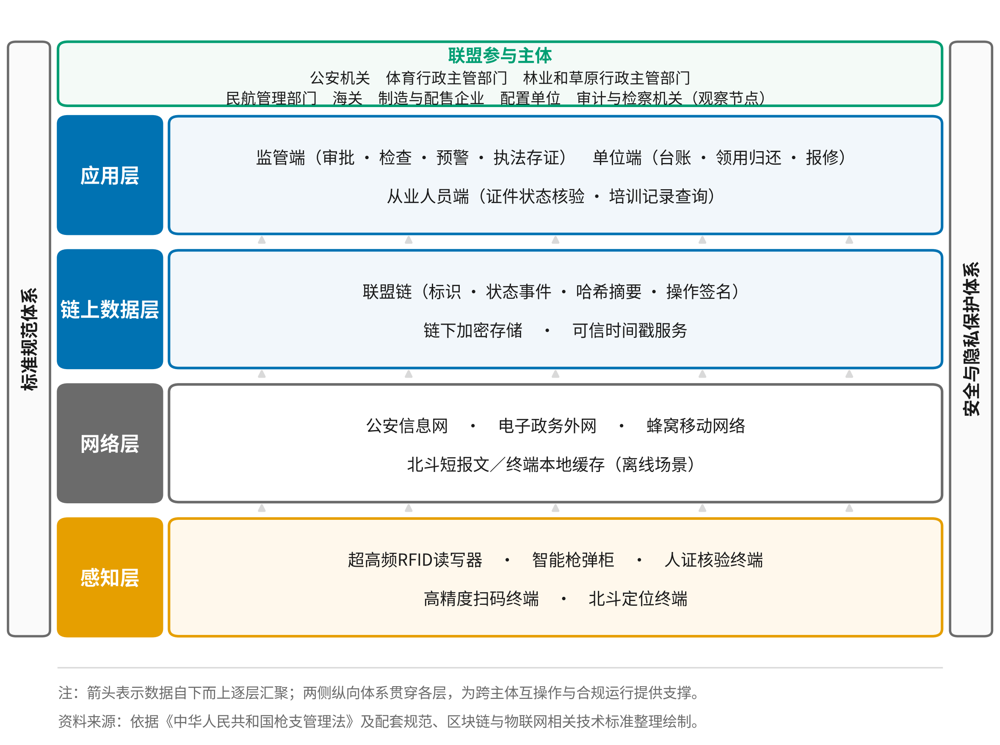 联盟参与主体
公安机关 体育行政主管部门 林业和草原行政主管部门
民航管理部门 海关 制造与配售企业 配置单位 审计与检察机关（观察节点）
标准规范体系
应用层
监管端（审批 · 检查 · 预警 · 执法存证） 单位端（台账 · 领用归还 · 报修）
从业人员端（证件状态核验 · 培训记录查询）
链上数据层
联盟链（标识 · 状态事件 · 哈希摘要 · 操作签名）
链下加密存储 · 可信时间戳服务
网络层
公安信息网 · 电子政务外网 · 蜂窝移动网络
北斗短报文／终端本地缓存（离线场景）
感知层
超高频RFID读写器 · 智能枪弹柜 · 人证核验终端
高精度扫码终端 · 北斗定位终端
安全与隐私保护体系
注：箭头表示数据自下而上逐层汇聚；两侧纵向体系贯穿各层，为跨主体互操作与合规运行提供支撑。
资料来源：依据《中华人民共和国枪支管理法》及配套规范、区块链与物联网相关技术标准整理绘制。